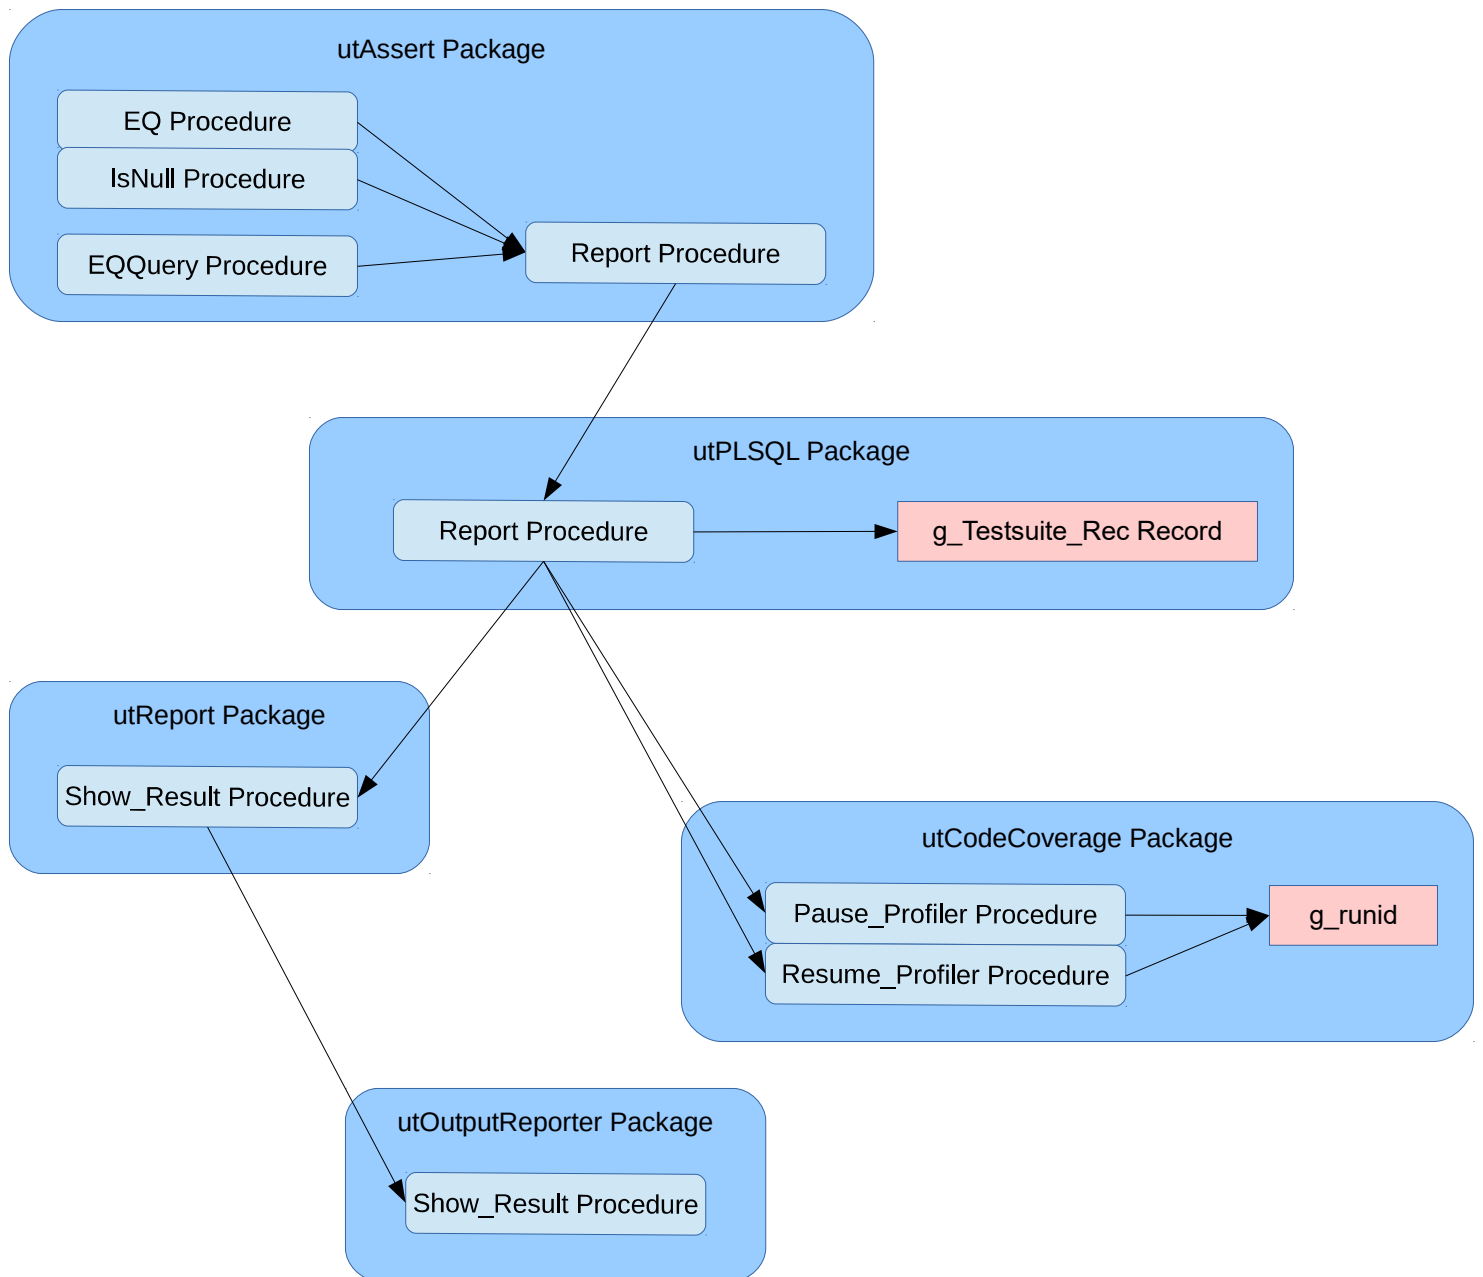 utAssert Package
EQ Procedure
IsNull Procedure
EQQuery Procedure
Report Procedure
utPLSQL Package
Report Procedure
g_Testsuite_Rec Record
utReport Package
Show_Result Procedure
utCodeCoverage Package
Pause_Profiler Procedure
g_runid
Resume_Profiler Procedure
utOutputReporter Package
Show_Result Procedure